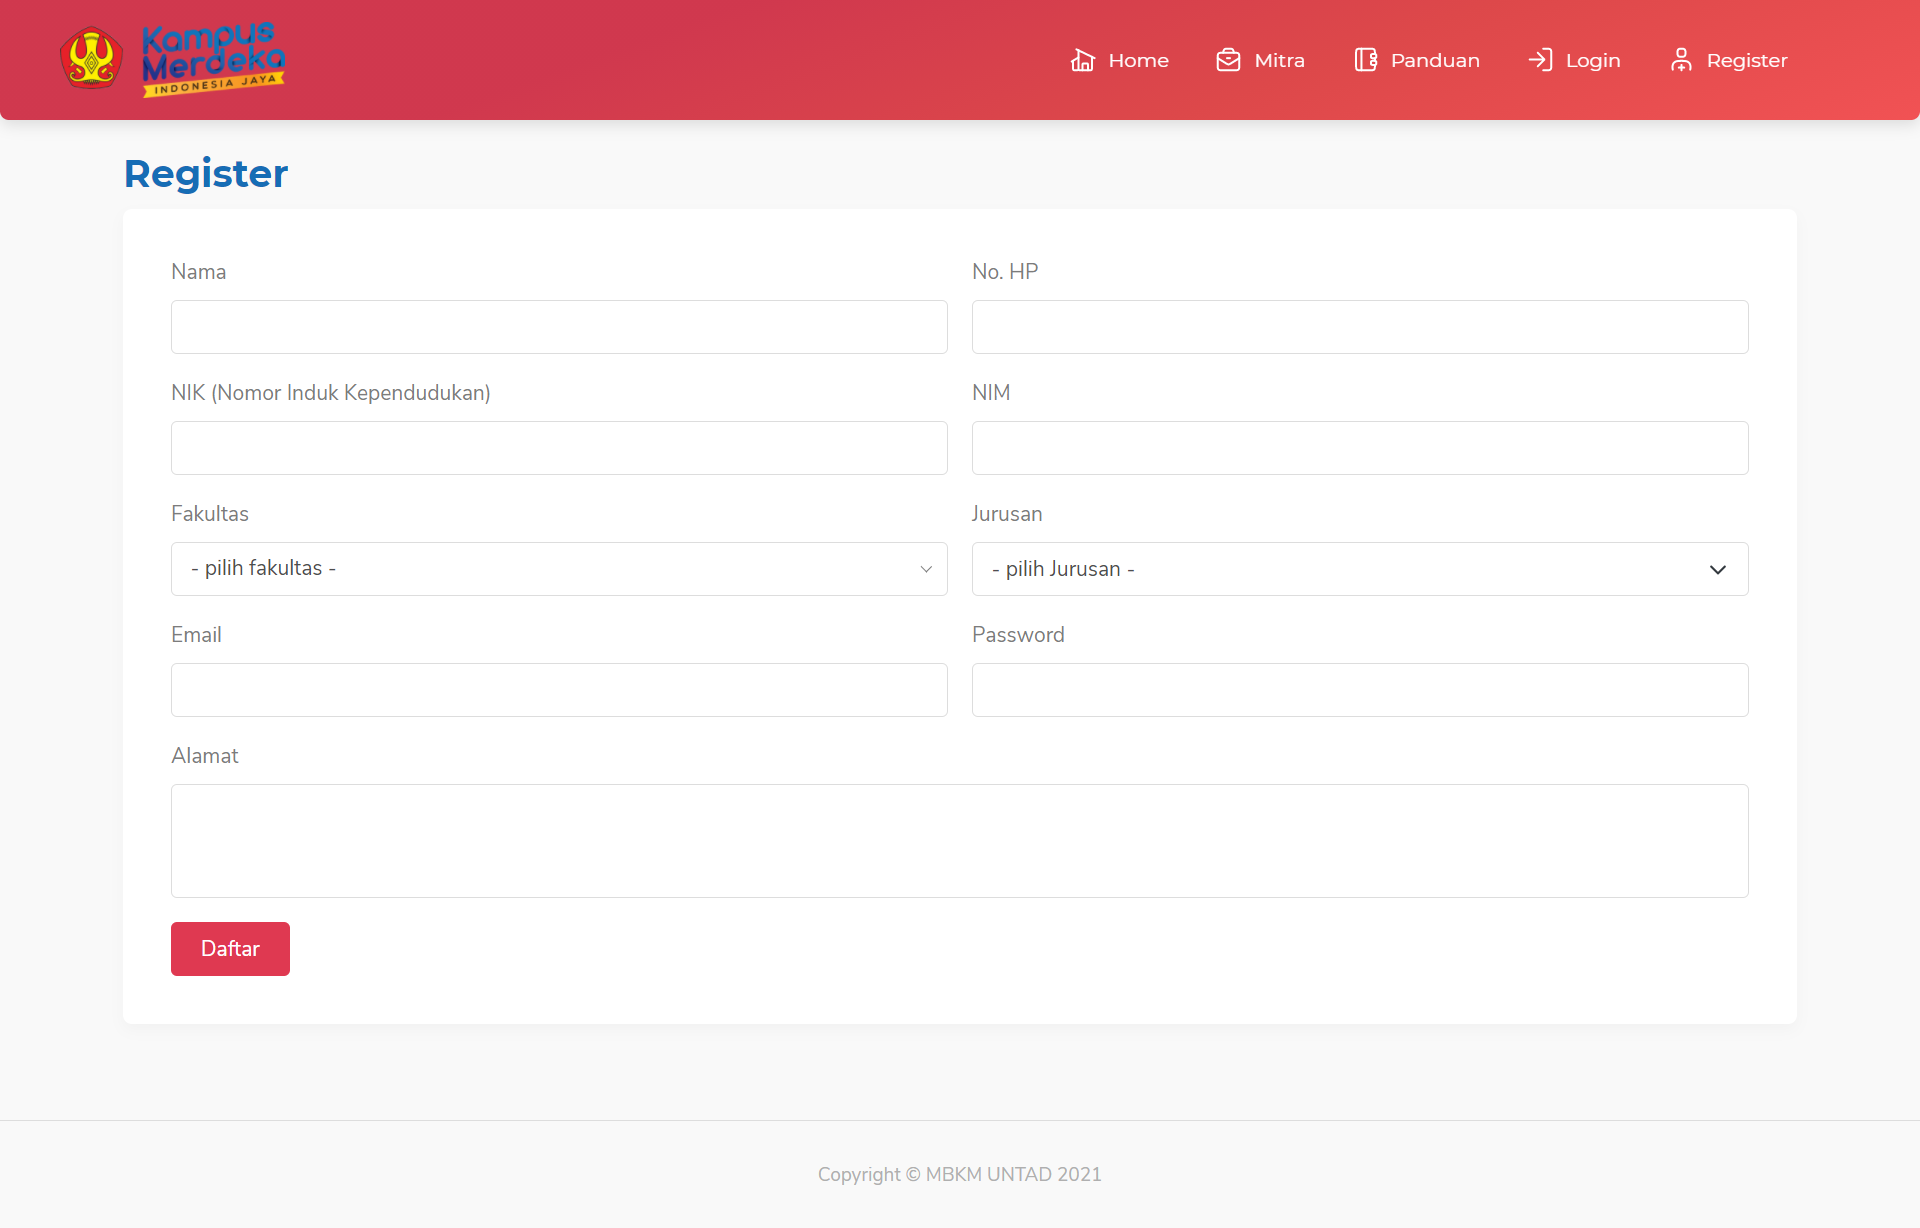 Kampus
Merdeka
INDONESIA JAYA
Home
Mitra
Panduan
Login
Register
Register
Nama
No. HP
NIK (Nomor Induk Kependudukan)
NIM
Fakultas
Jurusan
- pilih fakultas -
- pilih Jurusan -
Email
Password
Alamat
Daftar
Copyright © MBKM UNTAD 2021